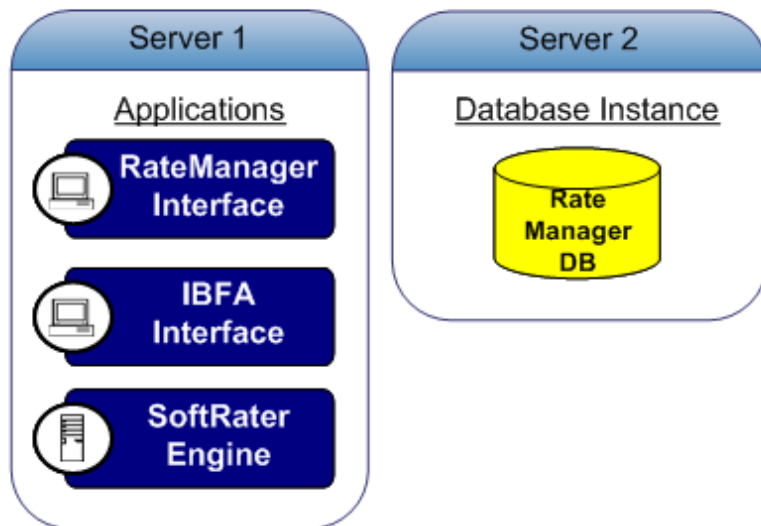 Server 1
Applications
RateManager
Interface
IBFA
Interface
SoftRater
Engine
Server 2
Database Instance
Rate
Manager
DB